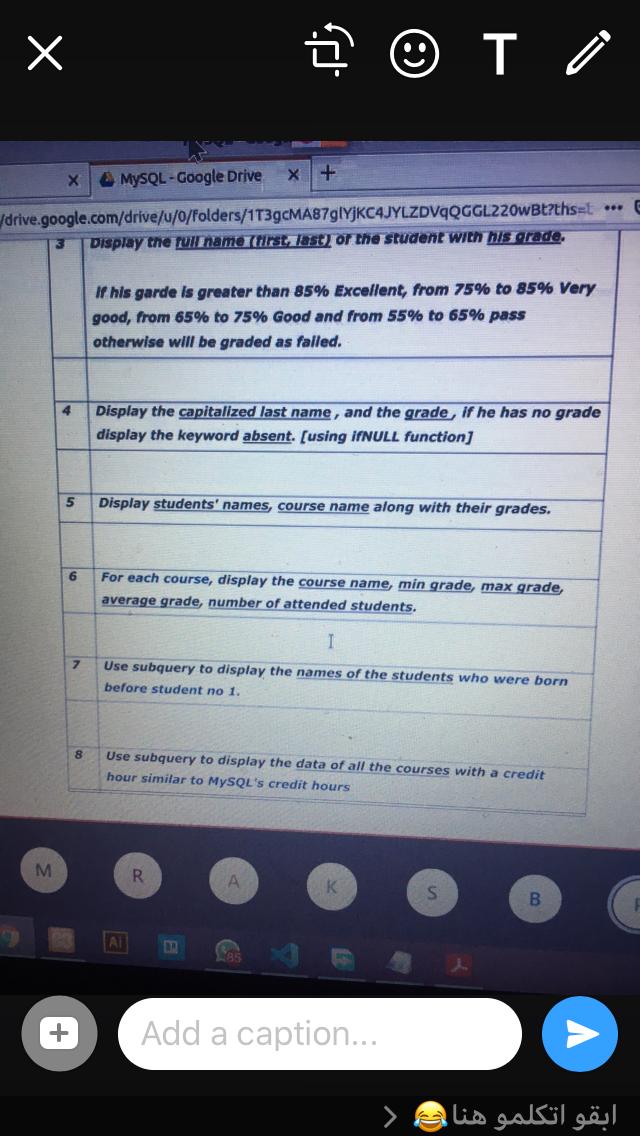 T
MySQL - Google Drive
/drive.google.com/drive/u/0/folders/1T3gcMA87glYjKC4JYLZDVqQGGL220wBt?ths=
3 Display the full name (first, last) of the student with his grade.
If his garde is greater than 85% Excellent, from 75% to 85% Very
good, from 65% to 75% Good and from 55% to 65% pass
otherwise will be graded as failed.
4 Display the capitalized last name , and the grade , if he has no grade
display the keyword absent. [using ifNULL function]
5 Display students' names, course name along with their grades.
6 For each course, display the course name, min grade, max grade,
average grade, number of attended students.
7 Use subquery to display the names of the students who were born
before student no 1.
8 Use subquery to display the data of all the courses with a credit
hour similar to MySQL's credit hours
M R A K S B
Ai 85
Add a caption...
ابقو اتكلمو هنا😂